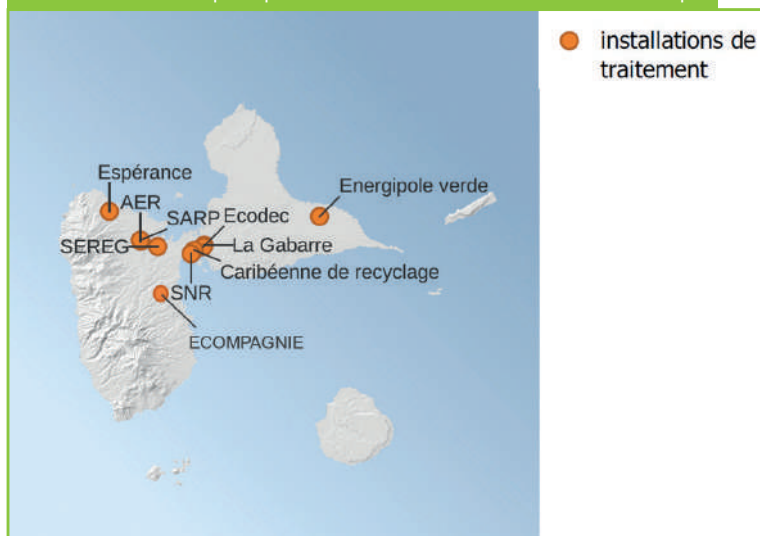 installations de
traitement
Espérance
AER
SARP Ecodec
Energipole verde
SEREG
La Gabarre
Caribéenne de recyclage
SNR
ECOMPAGNIE